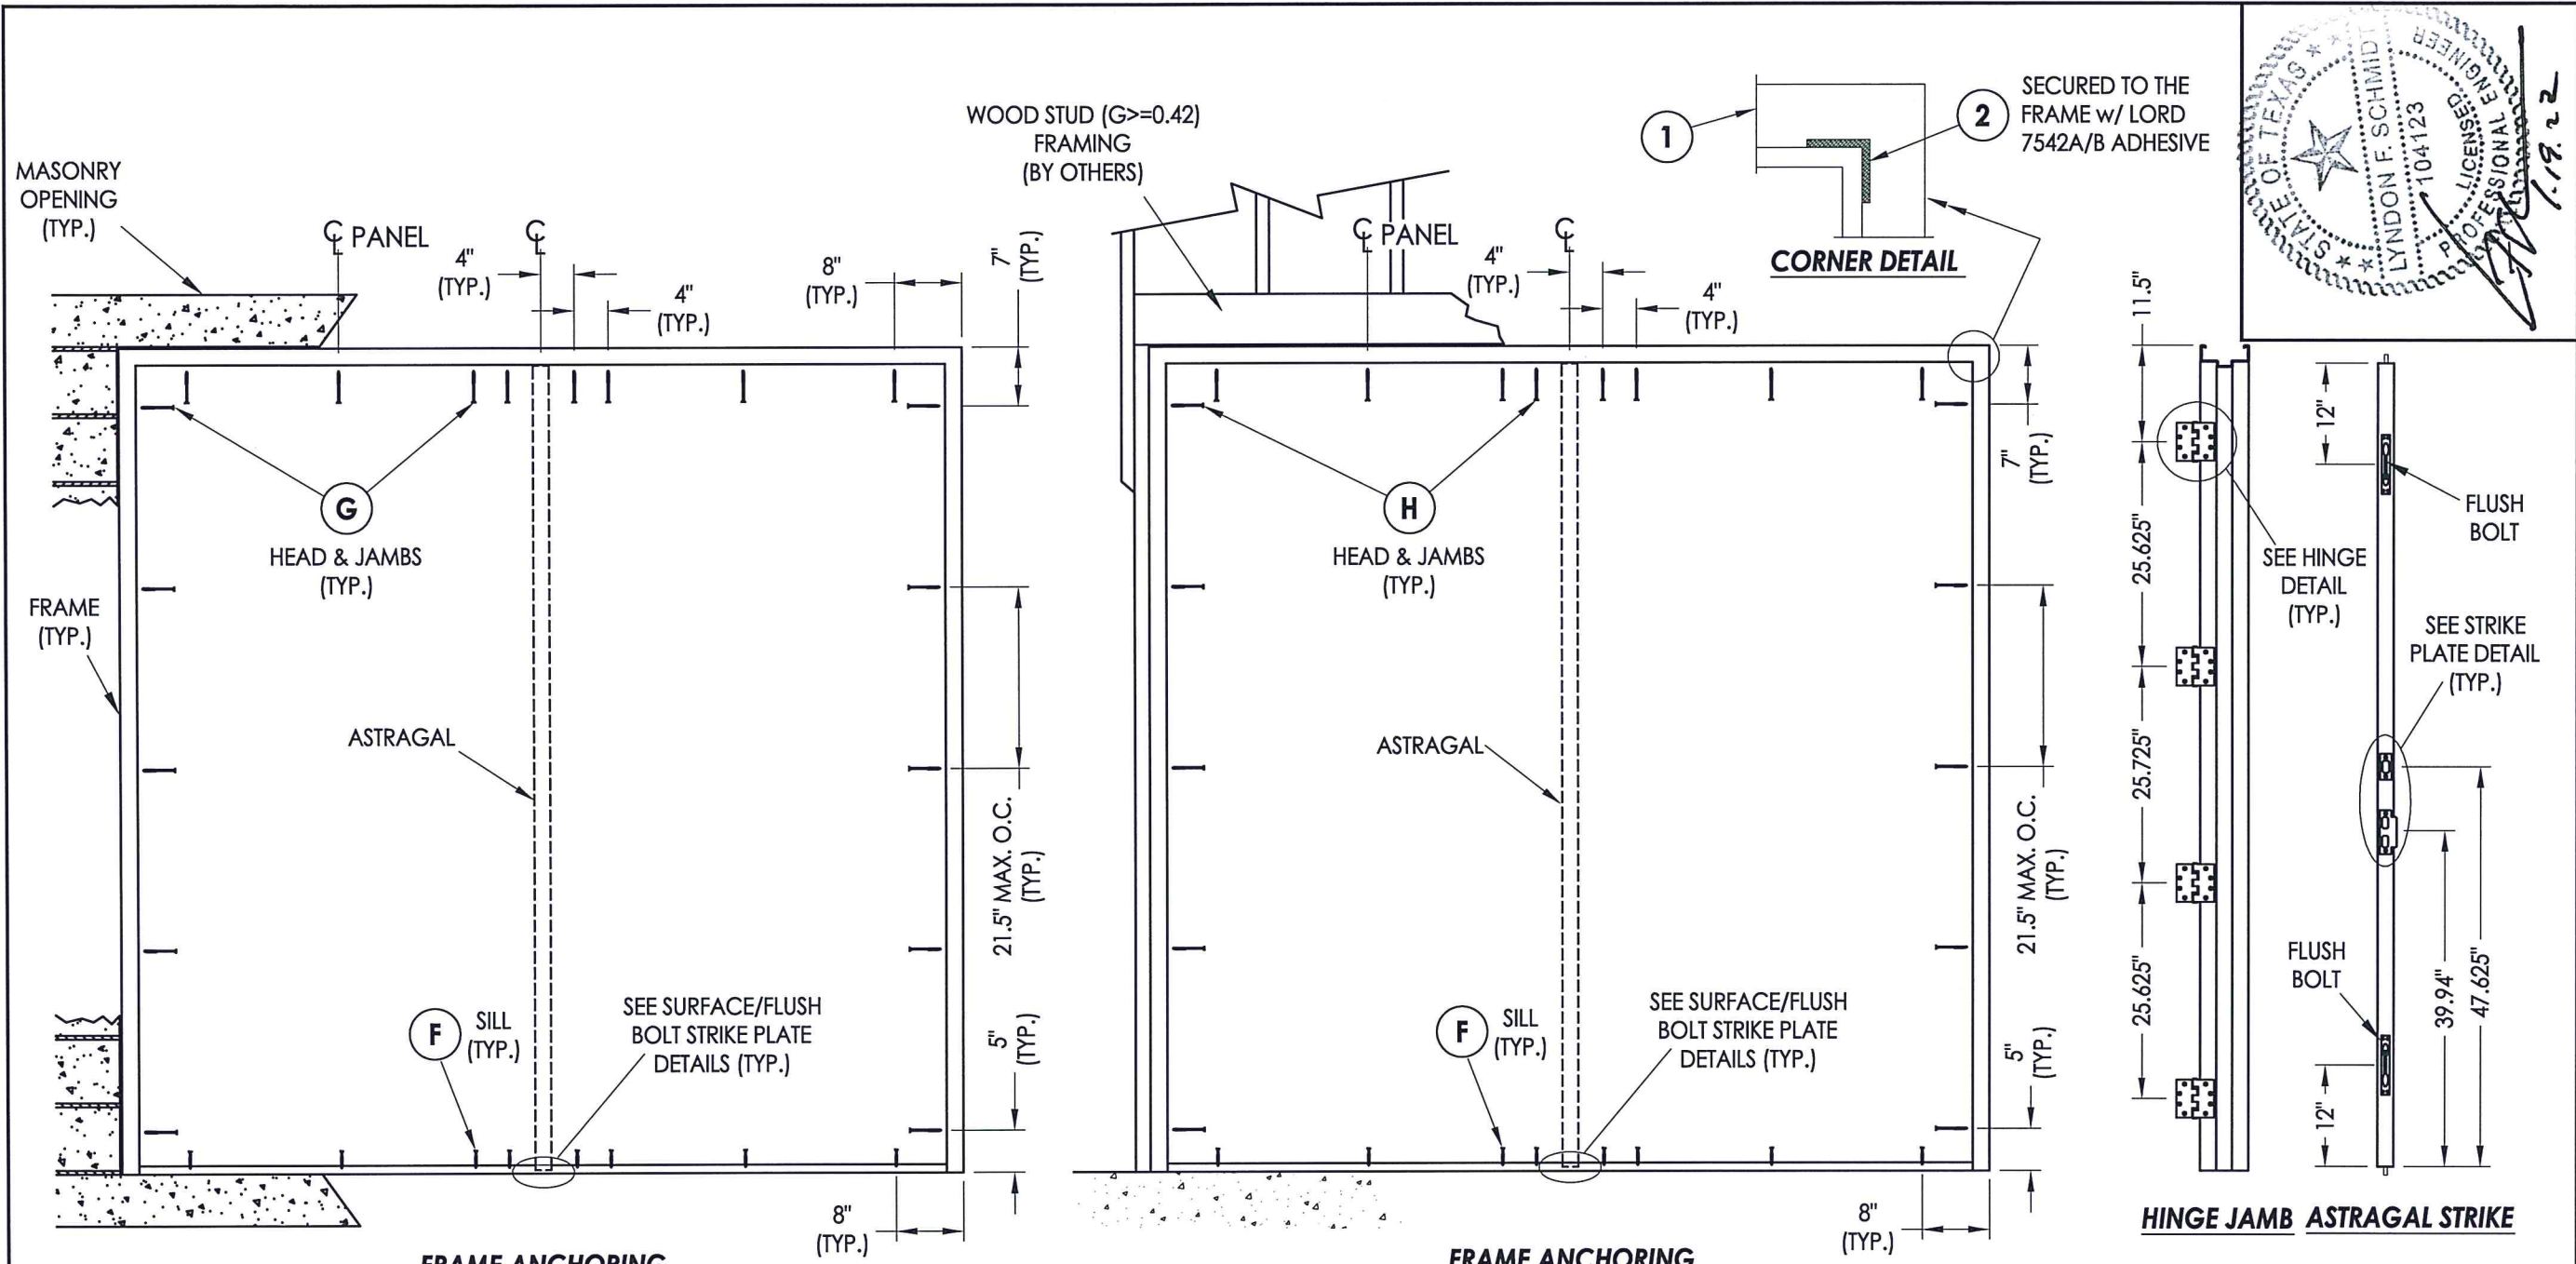 MASONRY
OPENING
(TYP.)
℄ PANEL
℄
4"
(TYP.)
4"
(TYP.)
8"
(TYP.)
7"
(TYP.)
G
HEAD & JAMBS
(TYP.)
FRAME
(TYP.)
ASTRAGAL
21.5" MAX. O.C.
(TYP.)
F
SILL
(TYP.)
SEE SURFACE/FLUSH
BOLT STRIKE PLATE
DETAILS (TYP.)
5"
(TYP.)
8"
(TYP.)
FRAME ANCHORING
WOOD STUD (G>=0.42)
FRAMING
(BY OTHERS)
℄ PANEL
℄
4"
(TYP.)
4"
(TYP.)
1
2
SECURED TO THE
FRAME w/ LORD
7542A/B ADHESIVE
CORNER DETAIL
7"
(TYP.)
H
HEAD & JAMBS
(TYP.)
ASTRAGAL
21.5" MAX. O.C.
(TYP.)
F
SILL
(TYP.)
SEE SURFACE/FLUSH
BOLT STRIKE PLATE
DETAILS (TYP.)
5"
(TYP.)
8"
(TYP.)
FRAME ANCHORING
STATE OF TEXAS
LYNDON F. SCHMIDT
104123
LICENSED
PROFESSIONAL ENGINEER
1.19.22
11.5"
25.625"
25.725"
25.625"
SEE HINGE
DETAIL
(TYP.)
12"
FLUSH
BOLT
SEE STRIKE
PLATE DETAIL
(TYP.)
FLUSH
BOLT
39.94"
47.625"
12"
HINGE JAMB
ASTRAGAL STRIKE